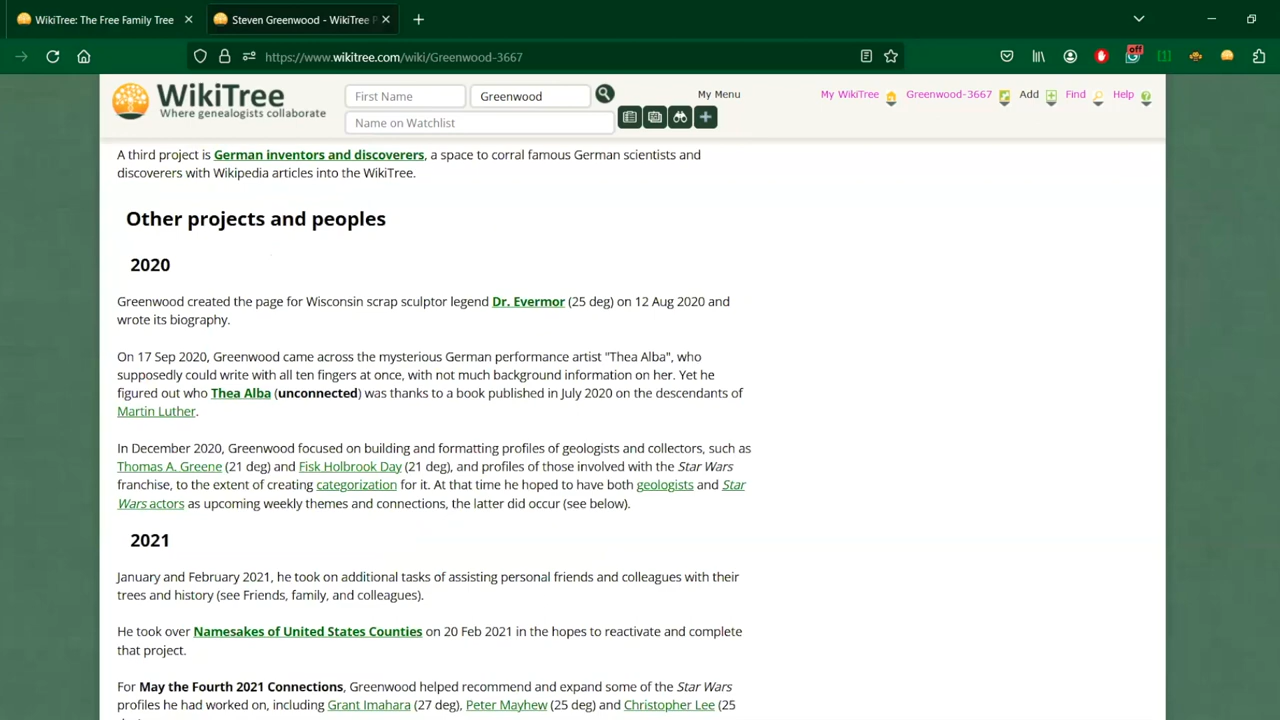 WikiTree: The Free Family Tree
Steven Greenwood - WikiTree P
https://www.wikitree.com/wiki/Greenwood-3667
off
WikiTree
Where genealogists collaborate
First Name
Greenwood
Name on Watchlist
My Menu
My WikiTree
Greenwood-3667
Add
Find
Help
A third project is German inventors and discoverers, a space to corral famous German scientists and
discoverers with Wikipedia articles into the WikiTree.
Other projects and peoples
2020
Greenwood created the page for Wisconsin scrap sculptor legend Dr. Evermor (25 deg) on 12 Aug 2020 and
wrote its biography.
On 17 Sep 2020, Greenwood came across the mysterious German performance artist "Thea Alba", who
supposedly could write with all ten fingers at once, with not much background information on her. Yet he
figured out who Thea Alba (unconnected) was thanks to a book published in July 2020 on the descendants of
Martin Luther.
In December 2020, Greenwood focused on building and formatting profiles of geologists and collectors, such as
Thomas A. Greene (21 deg) and Fisk Holbrook Day (21 deg), and profiles of those involved with the Star Wars
franchise, to the extent of creating categorization for it. At that time he hoped to have both geologists and Star
Wars actors as upcoming weekly themes and connections, the latter did occur (see below).
2021
January and February 2021, he took on additional tasks of assisting personal friends and colleagues with their
trees and history (see Friends, family, and colleagues).
He took over Namesakes of United States Counties on 20 Feb 2021 in the hopes to reactivate and complete
that project.
For May the Fourth 2021 Connections, Greenwood helped recommend and expand some of the Star Wars
profiles he had worked on, including Grant Imahara (27 deg), Peter Mayhew (25 deg) and Christopher Lee (25